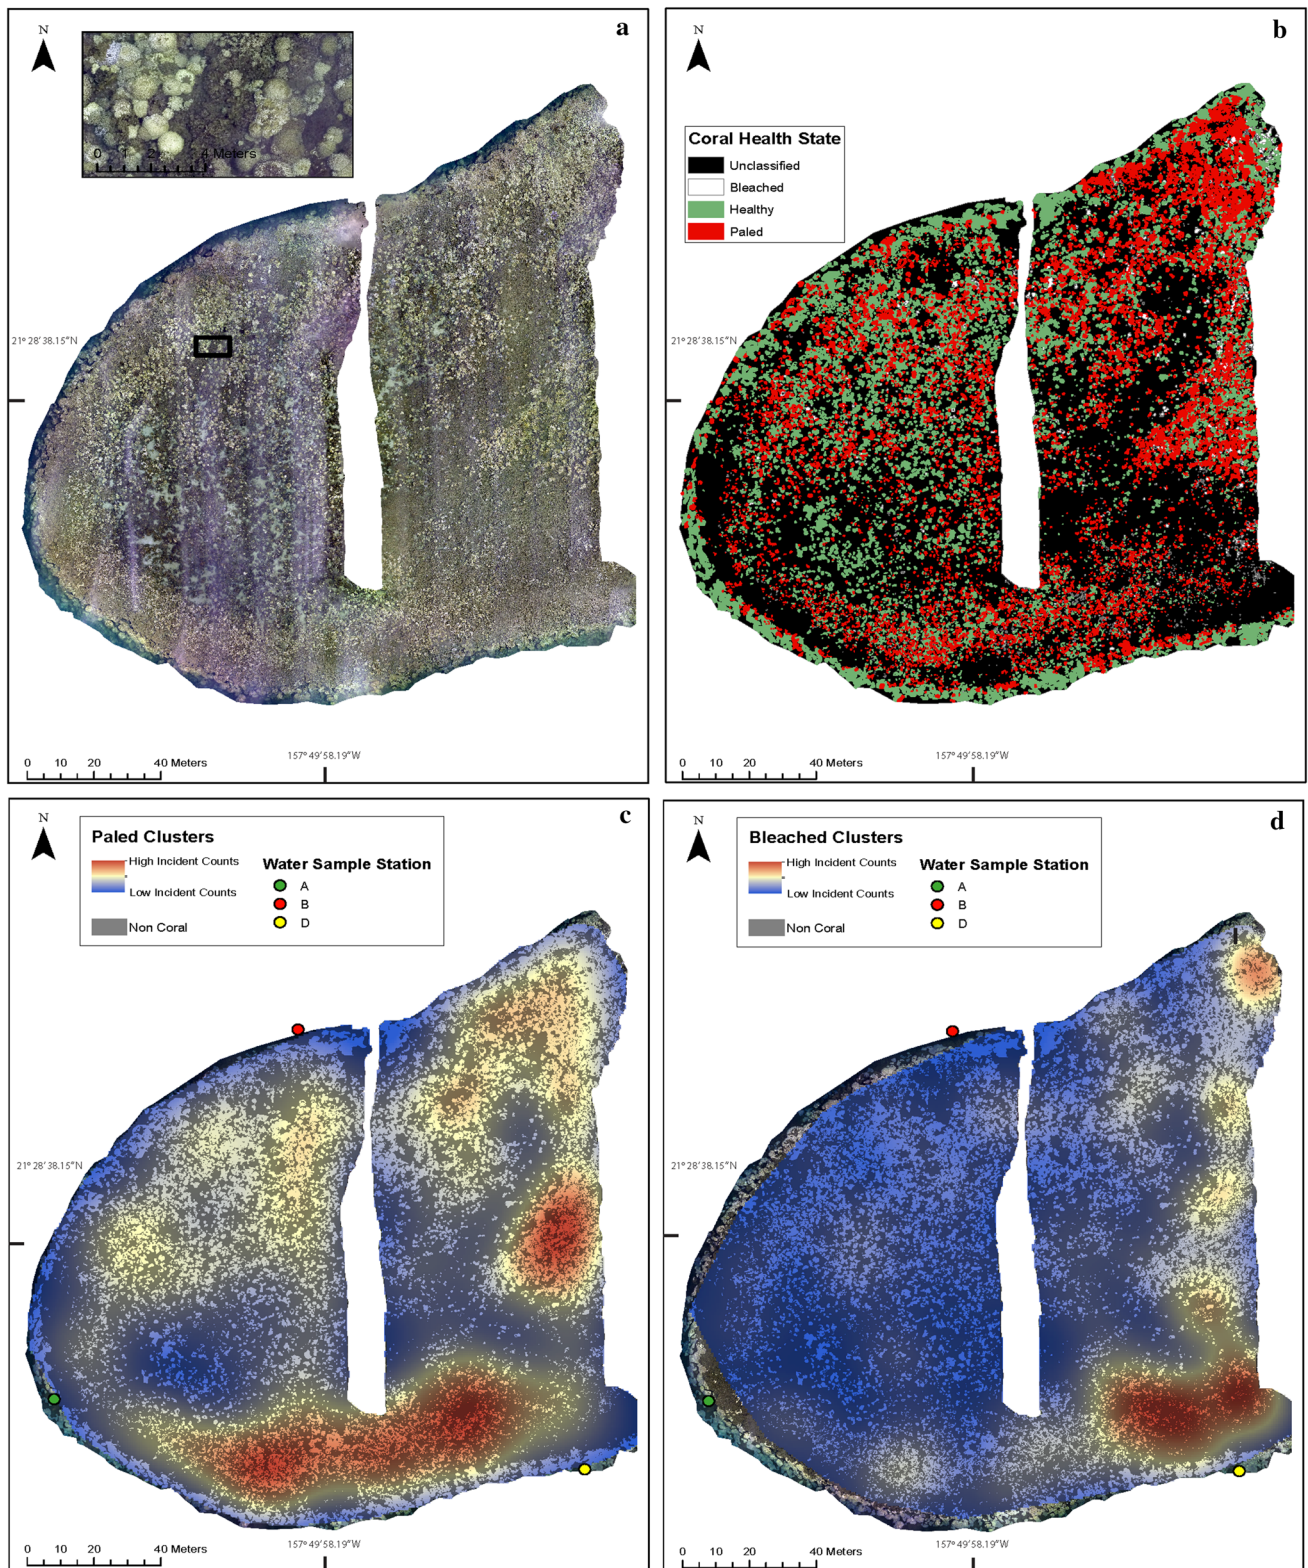 N
a
0 1 2 4 Meters
21° 28' 38.15"N
157° 49' 58.19"W
0 10 20 40 Meters
N
b
Coral Health State
Unclassified
Bleached
Healthy
Paled
21° 28' 38.15"N
157° 49' 58.19"W
0 10 20 40 Meters
N
c
Paled Clusters
High Incident Counts
Low Incident Counts
Non Coral
Water Sample Station
A
B
D
21° 28' 38.15"N
157° 49' 58.19"W
0 10 20 40 Meters
N
d
Bleached Clusters
High Incident Counts
Low Incident Counts
Non Coral
Water Sample Station
A
B
D
21° 28' 38.15"N
157° 49' 58.19"W
0 10 20 40 Meters